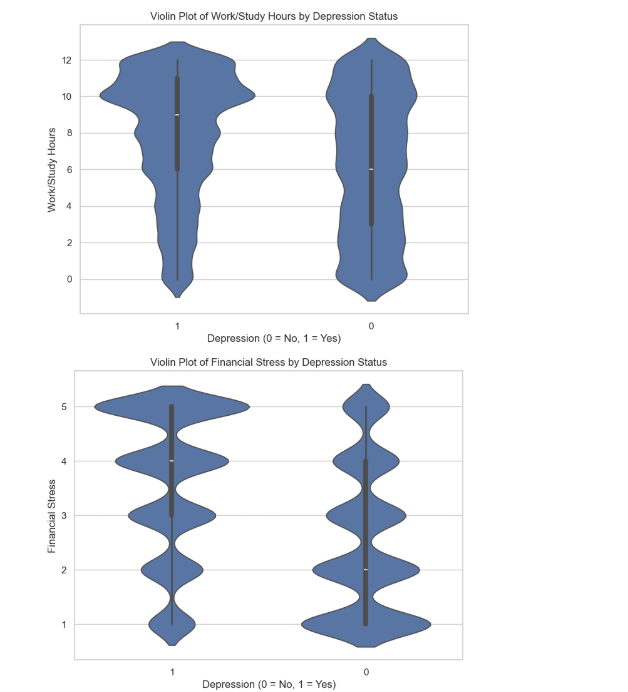 Violin Plot of Work/Study Hours by Depression Status
Work/Study Hours
12
10
8
6
4
2
0
1
0
Depression (0 = No, 1 = Yes)
Violin Plot of Financial Stress by Depression Status
Financial Stress
5
4
3
2
1
1
0
Depression (0 = No, 1 = Yes)